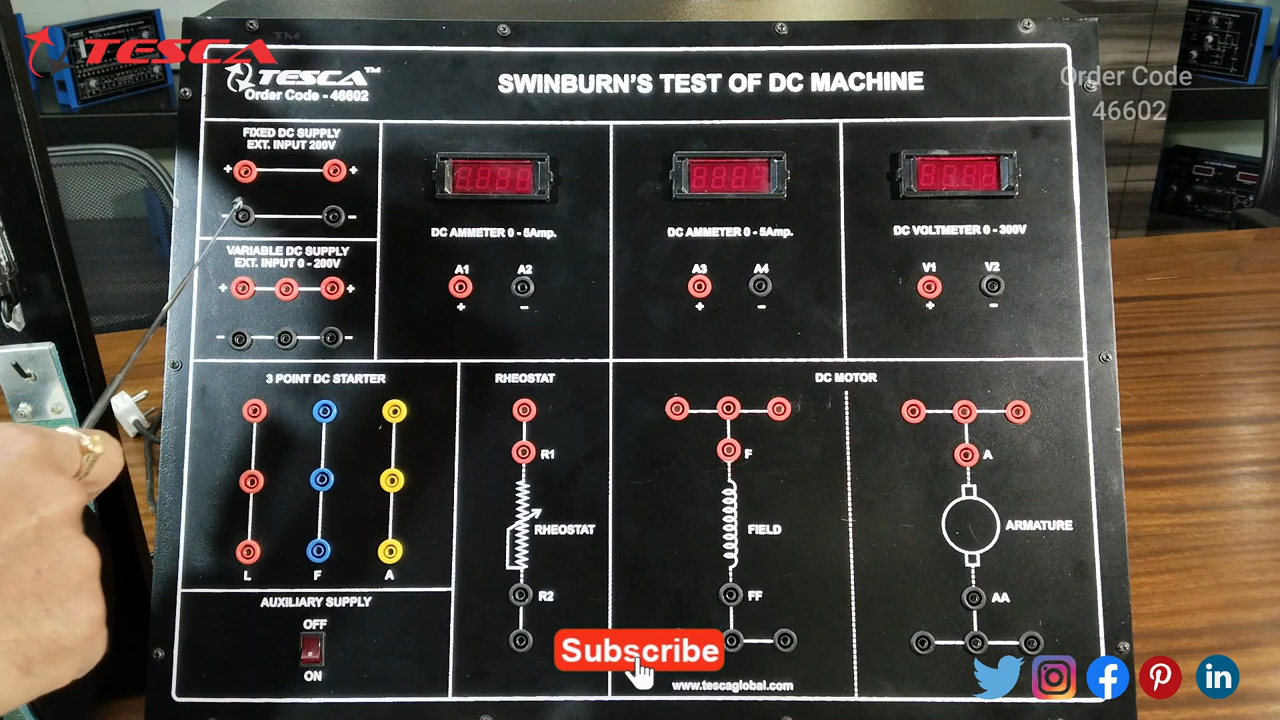 TESCA™
TESCA™
Order Code - 46602
SWINBURN'S TEST OF DC MACHINE
Order Code
46602
FIXED DC SUPPLY
EXT. INPUT 200V
+ +
- -
VARIABLE DC SUPPLY
EXT. INPUT 0 - 200V
+ +
- -
DC AMMETER 0 - 5Amp.
A1 A2
+ -
DC AMMETER 0 - 5Amp.
A3 A4
+ -
DC VOLTMETER 0 - 300V
V1 V2
+ -
3 POINT DC STARTER
L F A
AUXILIARY SUPPLY
OFF
ON
RHEOSTAT
R1
RHEOSTAT
R2
DC MOTOR
F
FIELD
FF
A
ARMATURE
AA
Subscribe
www.tescaglobal.com